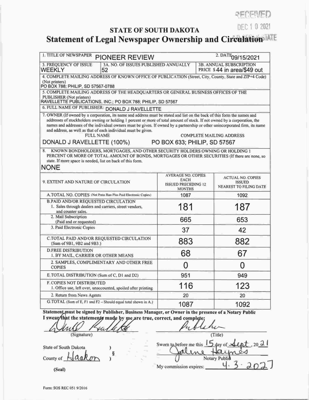 RECEIVED
DEC 10 2021
STATE OF SOUTH DAKOTA
Statement of Legal Newspaper Ownership and Circulation
1. TITLE OF NEWSPAPER PIONEER REVIEW 2. DATE 09/15/2021
3. FREQUENCY OF ISSUE WEEKLY
3A. NO. OF ISSUES PUBLISHED ANNUALLY 52
3B. ANNUAL SUBSCRIPTION PRICE $ 44 in area/$49 out
4. COMPLETE MAILING ADDRESS OF KNOWN OFFICE OF PUBLICATION (Street, City, County, State and ZIP+4 Code)
(Not printers)
PO BOX 788; PHILIP, SD 57567-0788
5. COMPLETE MAILING ADDRESS OF THE HEADQUARTERS OR GENERAL BUSINESS OFFICES OF THE
PUBLISHER (Not printers)
RAVELLETTE PUBLICATIONS, INC.; PO BOX 788; PHILIP, SD 57567
6. FULL NAME OF PUBLISHER: DONALD J RAVELLETTE
7. OWNER (If owned by a corporation, its name and address must be stated and list on the back of this form the names and
addresses of stockholders owning or holding 1 percent or more of total amount of stock. If not owned by a corporation, the
names and addresses of the individual owners must be given. If owned by a partnership or other unincorporated firm, its name
and address, as well as that of each individual must be given.
FULL NAME COMPLETE MAILING ADDRESS
DONALD J RAVELLETTE (100%) PO BOX 853; PHILIP, SD 57567
8. KNOWN BONDHOLDERS, MORTGAGES, AND OTHER SECURITY HOLDERS OWNING OR HOLDING 1
PERCENT OR MORE OF TOTAL AMOUNT OF BONDS, MORTGAGES OR OTHER SECURITIES (If there are none, so
state. If more space is needed, list on back of this form.
NONE
9. EXTENT AND NATURE OF CIRCULATION
AVERAGE NO. COPIES EACH ISSUED PRECEDING 12 MONTHS
ACTUAL NO. COPIES ISSUED NEAREST TO FILING DATE
A. TOTAL NO. COPIES (Net Press Run Plus Paid Electronic Copies) 1087 1092
B. PAID AND/OR REQUESTED CIRCULATION
1. Sales through dealers and carriers, street vendors,
and counter sales. 181 187
2. Mail Subscription
(Paid and or requested) 665 653
3. Paid Electronic Copies 37 42
C. TOTAL PAID AND/OR REQUESTED CIRCULATION
(Sum of 9B1, 9B2 and 9B3.) 883 882
D. FREE DISTRIBUTION
1. BY MAIL, CARRIER OR OTHER MEANS 68 67
2. SAMPLES, COMPLIMENTARY AND OTHER FREE
COPIES 0 0
E. TOTAL DISTRIBUTION (Sum of C, D1 and D2) 951 949
F. COPIES NOT DISTRIBUTED
1. Office use, left over, unaccounted, spoiled after printing 116 123
2. Return from News Agents 20 20
G. TOTAL (Sum of E, F1 and F2 – Should equal total shown in A.) 1087 1092
Statement must be signed by Publisher, Business Manager, or Owner in the presence of a Notary Public
I swear that the statements made by me are true, correct, and complete:
Publisher
(Signature) (Title)
State of South Dakota )
County of Haakon )
§
Sworn to before me this 15 day of Sept., 2021
Notary Public
(Seal)
My commission expires: 4-3-2027
Form: SOS REC 051 9/2016